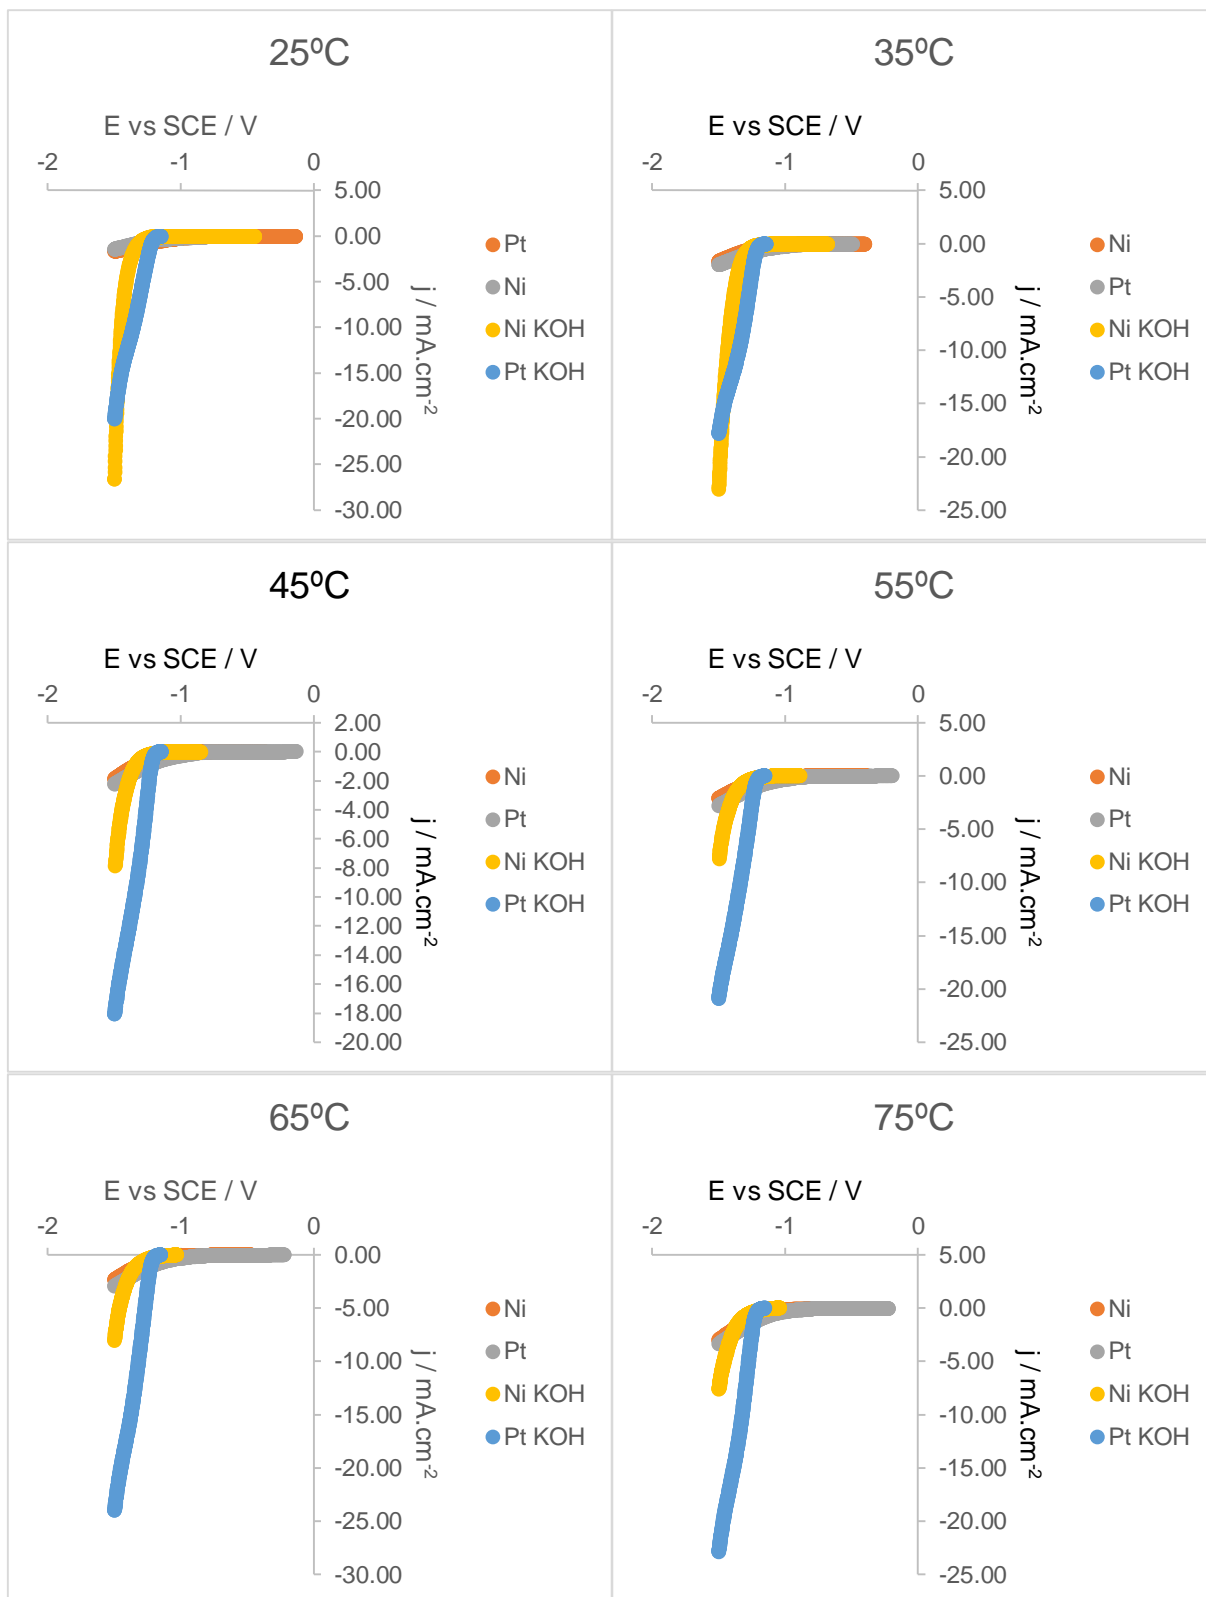 25ºC
E vs SCE / V
-2 -1 0
5.00
0.00
-5.00
-10.00
-15.00
-20.00
-25.00
-30.00
j / mA.cm-2
Pt
Ni
Ni KOH
Pt KOH
35ºC
E vs SCE / V
-2 -1 0
5.00
0.00
-5.00
-10.00
-15.00
-20.00
-25.00
j / mA.cm-2
Ni
Pt
Ni KOH
Pt KOH
45ºC
E vs SCE / V
-2 -1 0
2.00
0.00
-2.00
-4.00
-6.00
-8.00
-10.00
-12.00
-14.00
-16.00
-18.00
-20.00
j / mA.cm-2
Ni
Pt
Ni KOH
Pt KOH
55ºC
E vs SCE / V
-2 -1 0
5.00
0.00
-5.00
-10.00
-15.00
-20.00
-25.00
j / mA.cm-2
Ni
Pt
Ni KOH
Pt KOH
65ºC
E vs SCE / V
-2 -1 0
0.00
-5.00
-10.00
-15.00
-20.00
-25.00
-30.00
j / mA.cm-2
Ni
Pt
Ni KOH
Pt KOH
75ºC
E vs SCE / V
-2 -1 0
5.00
0.00
-5.00
-10.00
-15.00
-20.00
-25.00
j / mA.cm-2
Ni
Pt
Ni KOH
Pt KOH